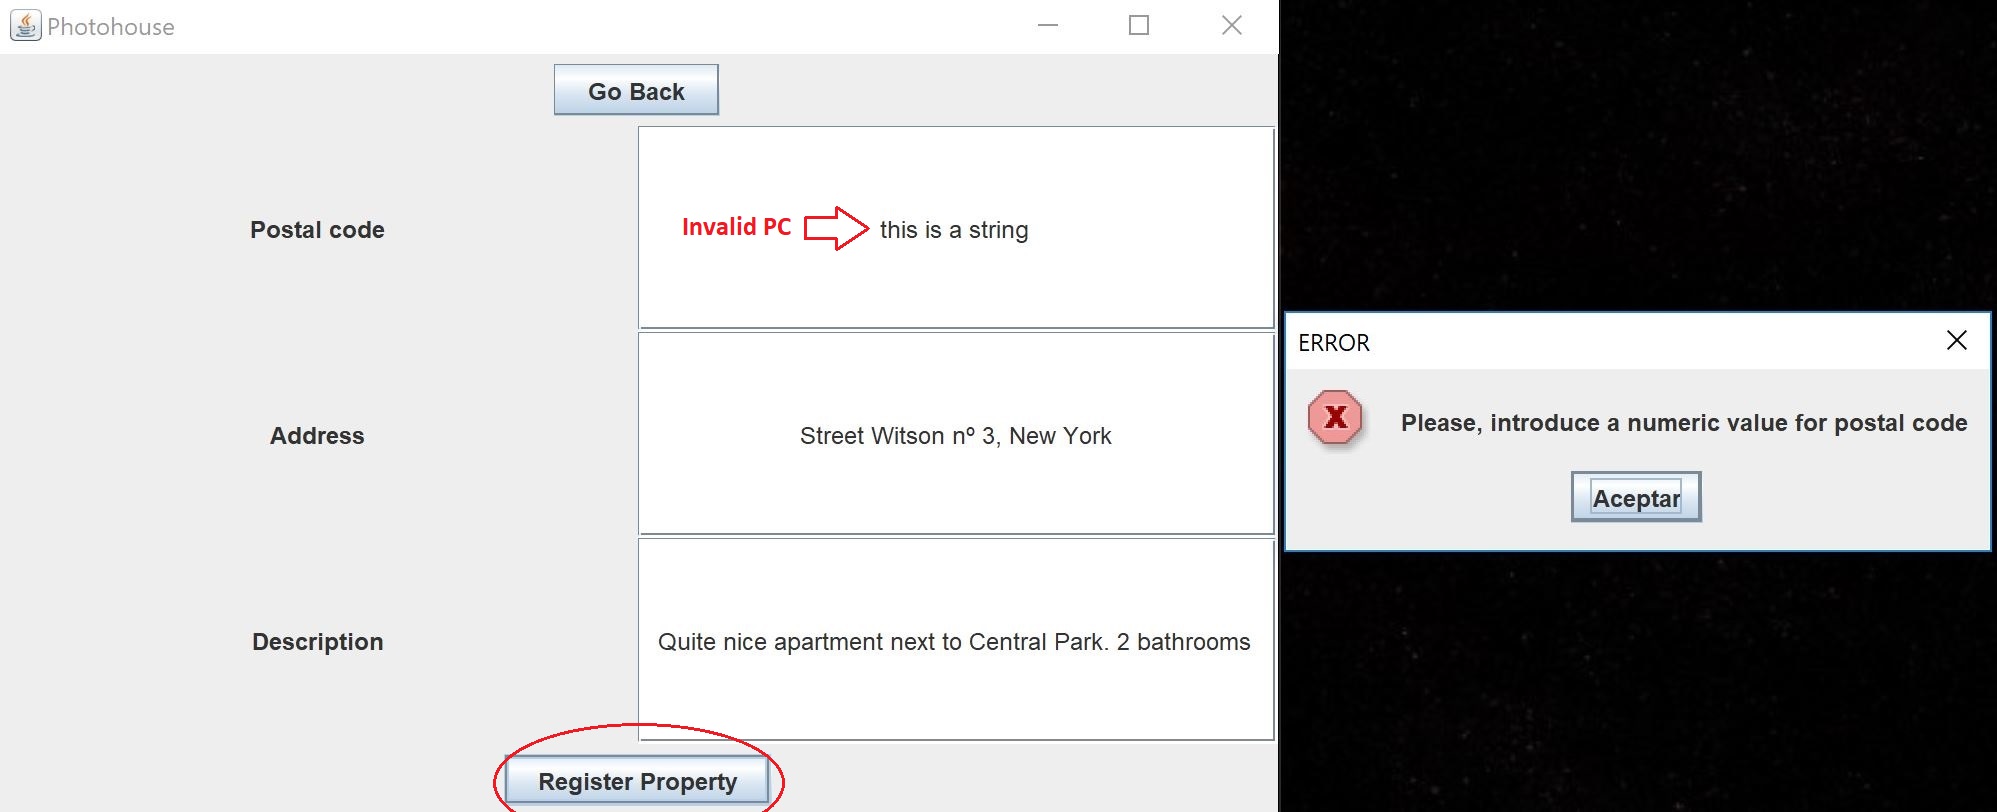 Photohouse
Go Back
Postal code
Invalid PC
this is a string
Address
Street Witson nº 3, New York
Description
Quite nice apartment next to Central Park. 2 bathrooms
Register Property
ERROR
X
Please, introduce a numeric value for postal code
Aceptar